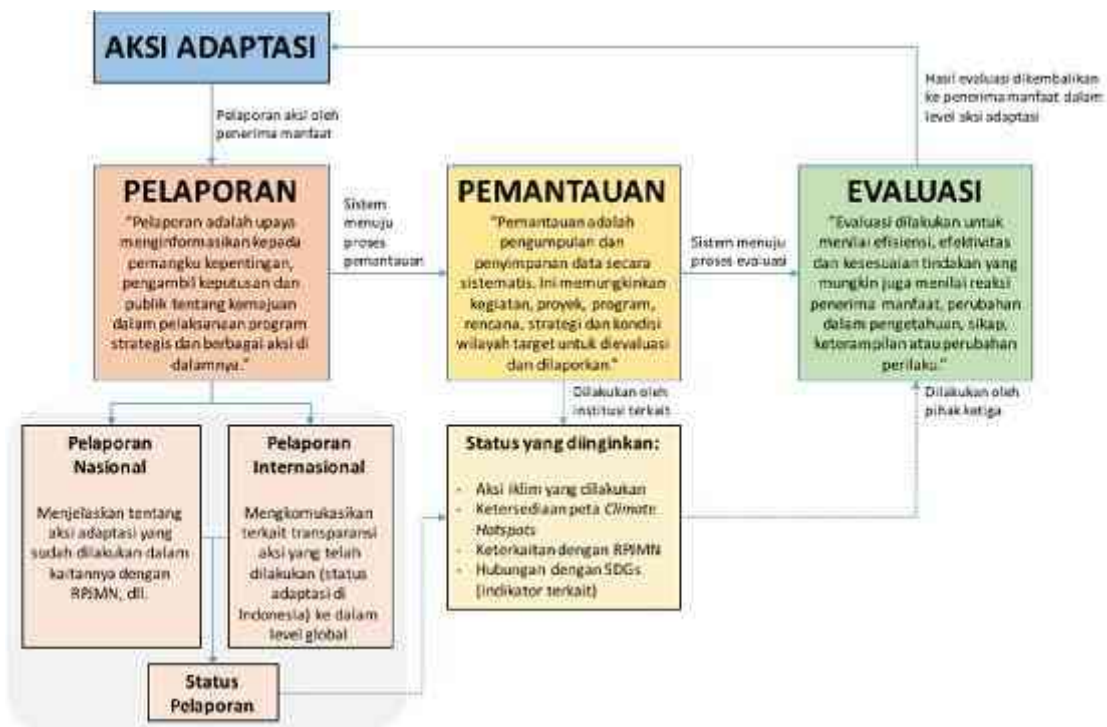 AKSI ADAPTASI
Pelaporan aksi oleh
penerima manfaat
Hasil evaluasi dikembalikan
ke penerima manfaat dalam
level aksi adaptasi
PELAPORAN
"Pelaporan adalah upaya
menginformasikan kepada
pemangku kepentingan,
pengambil keputusan dan
publik tentang kemajuan
dalam pelaksanaan program
strategis dan berbagai aksi di
dalamnya."
Sistem
menuju
proses
pemantauan
PEMANTAUAN
"Pemantauan adalah
pengumpulan dan
penyimpanan data secara
sistematis. Ini memungkinkan
kegiatan, proyek, program,
rencana, strategi dan kondisi
wilayah target untuk dievaluasi
dan dilaporkan."
Sistem menuju
proses evaluasi
EVALUASI
"Evaluasi dilakukan untuk
menilai efisiensi, efektivitas
dan kesesuaian tindakan yang
mungkin juga menilai reaksi
penerima manfaat, perubahan
dalam pengetahuan, sikap,
keterampilan atau perubahan
perilaku."
Dilakukan oleh
institusi terkait
Dilakukan oleh
pihak ketiga
Pelaporan
Nasional
Menjelaskan tentang
aksi adaptasi yang
sudah dilakukan dalam
kaitannya dengan
RPJMN, dll.
Pelaporan
Internasional
Mengkomukasikan
terkait transparansi
aksi yang telah
dilakukan (status
adaptasi di
Indonesia) ke dalam
level global
Status yang diinginkan:
- Aksi iklim yang dilakukan
- Ketersediaan peta Climate
Hotspots
- Keterkaitan dengan RPJMN
- Hubungan dengan SDGs
(indikator terkait)
Status
Pelaporan